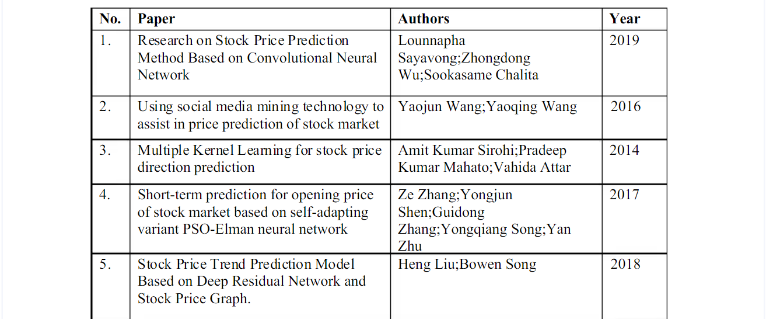 No. Paper Authors Year
1. Research on Stock Price Prediction Lounnapha 2019
Method Based on Convolutional Neural Sayavong;Zhongdong
Network Wu;Sookasame Chalita
2. Using social media mining technology to Yaojun Wang;Yaoqing Wang 2016
assist in price prediction of stock market
3. Multiple Kernel Learning for stock price Amit Kumar Sirohi;Pradeep 2014
direction prediction Kumar Mahato;Vahida Attar
4. Short-term prediction for opening price Ze Zhang;Yongjun 2017
of stock market based on self-adapting Shen;Guidong
variant PSO-Elman neural network Zhang;Yongqiang Song;Yan
Zhu
5. Stock Price Trend Prediction Model Heng Liu;Bowen Song 2018
Based on Deep Residual Network and
Stock Price Graph.